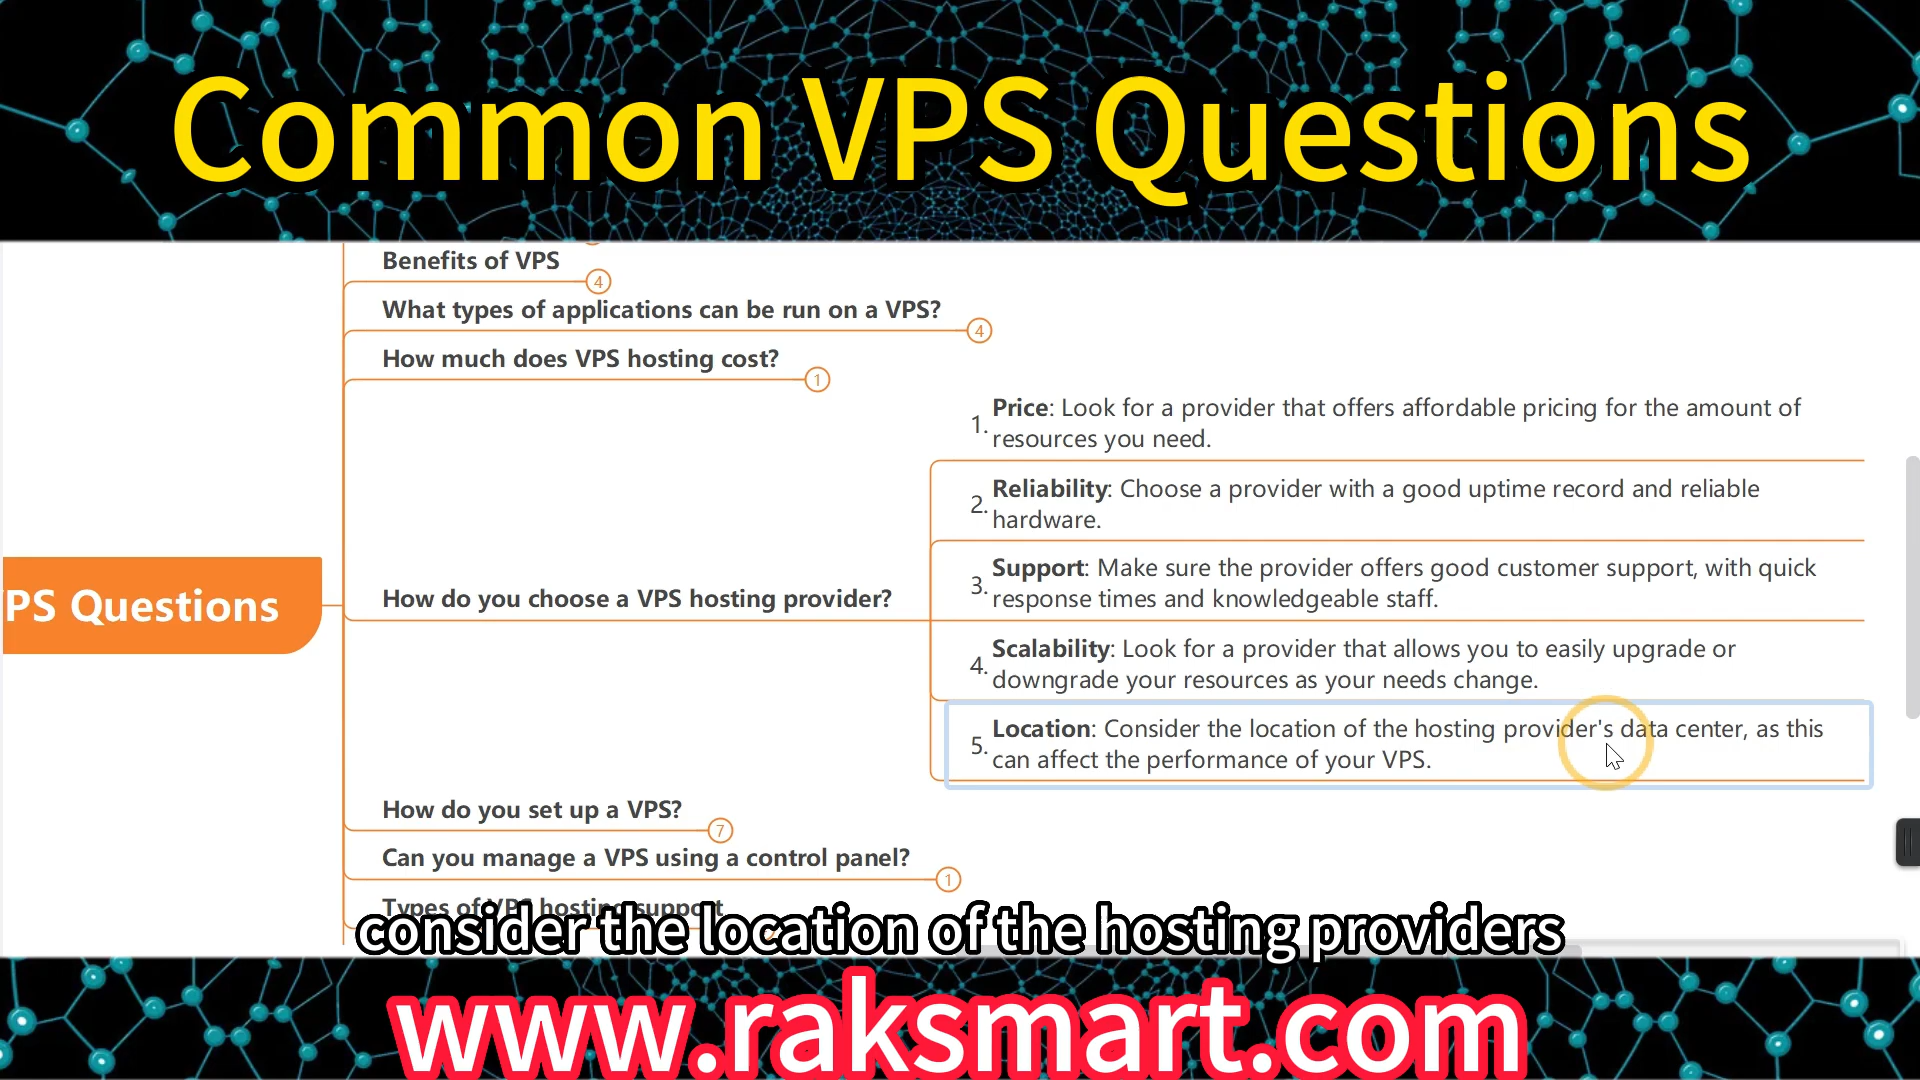 Common VPS Questions
Benefits of VPS
4
What types of applications can be run on a VPS?
4
How much does VPS hosting cost?
1
PS Questions
How do you choose a VPS hosting provider?
1. Price: Look for a provider that offers affordable pricing for the amount of
resources you need.
2. Reliability: Choose a provider with a good uptime record and reliable
hardware.
3. Support: Make sure the provider offers good customer support, with quick
response times and knowledgeable staff.
4. Scalability: Look for a provider that allows you to easily upgrade or
downgrade your resources as your needs change.
5. Location: Consider the location of the hosting provider's data center, as this
can affect the performance of your VPS.
How do you set up a VPS?
7
Can you manage a VPS using a control panel?
1
Types of VPS hosting support
consider the location of the hosting providers
www.raksmart.com